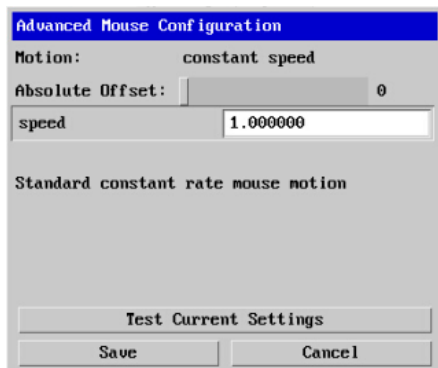 Advanced Mouse Configuration
Motion: constant speed
Absolute Offset: 0
speed 1.000000
Standard constant rate mouse motion
Test Current Settings
Save Cancel